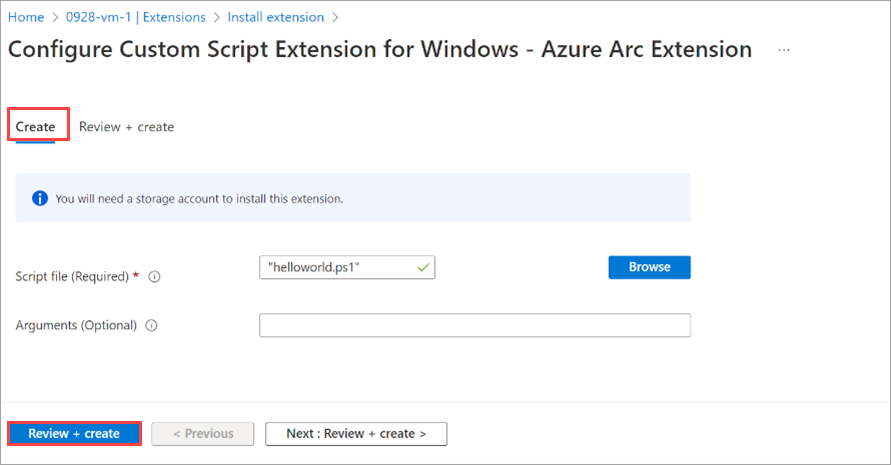 Home > 0928-vm-1 | Extensions > Install extension >
Configure Custom Script Extension for Windows - Azure Arc Extension ...
Create Review + create
You will need a storage account to install this extension.
Script file (Required) * "helloworld.ps1" Browse
Arguments (Optional)
Review + create < Previous Next : Review + create >